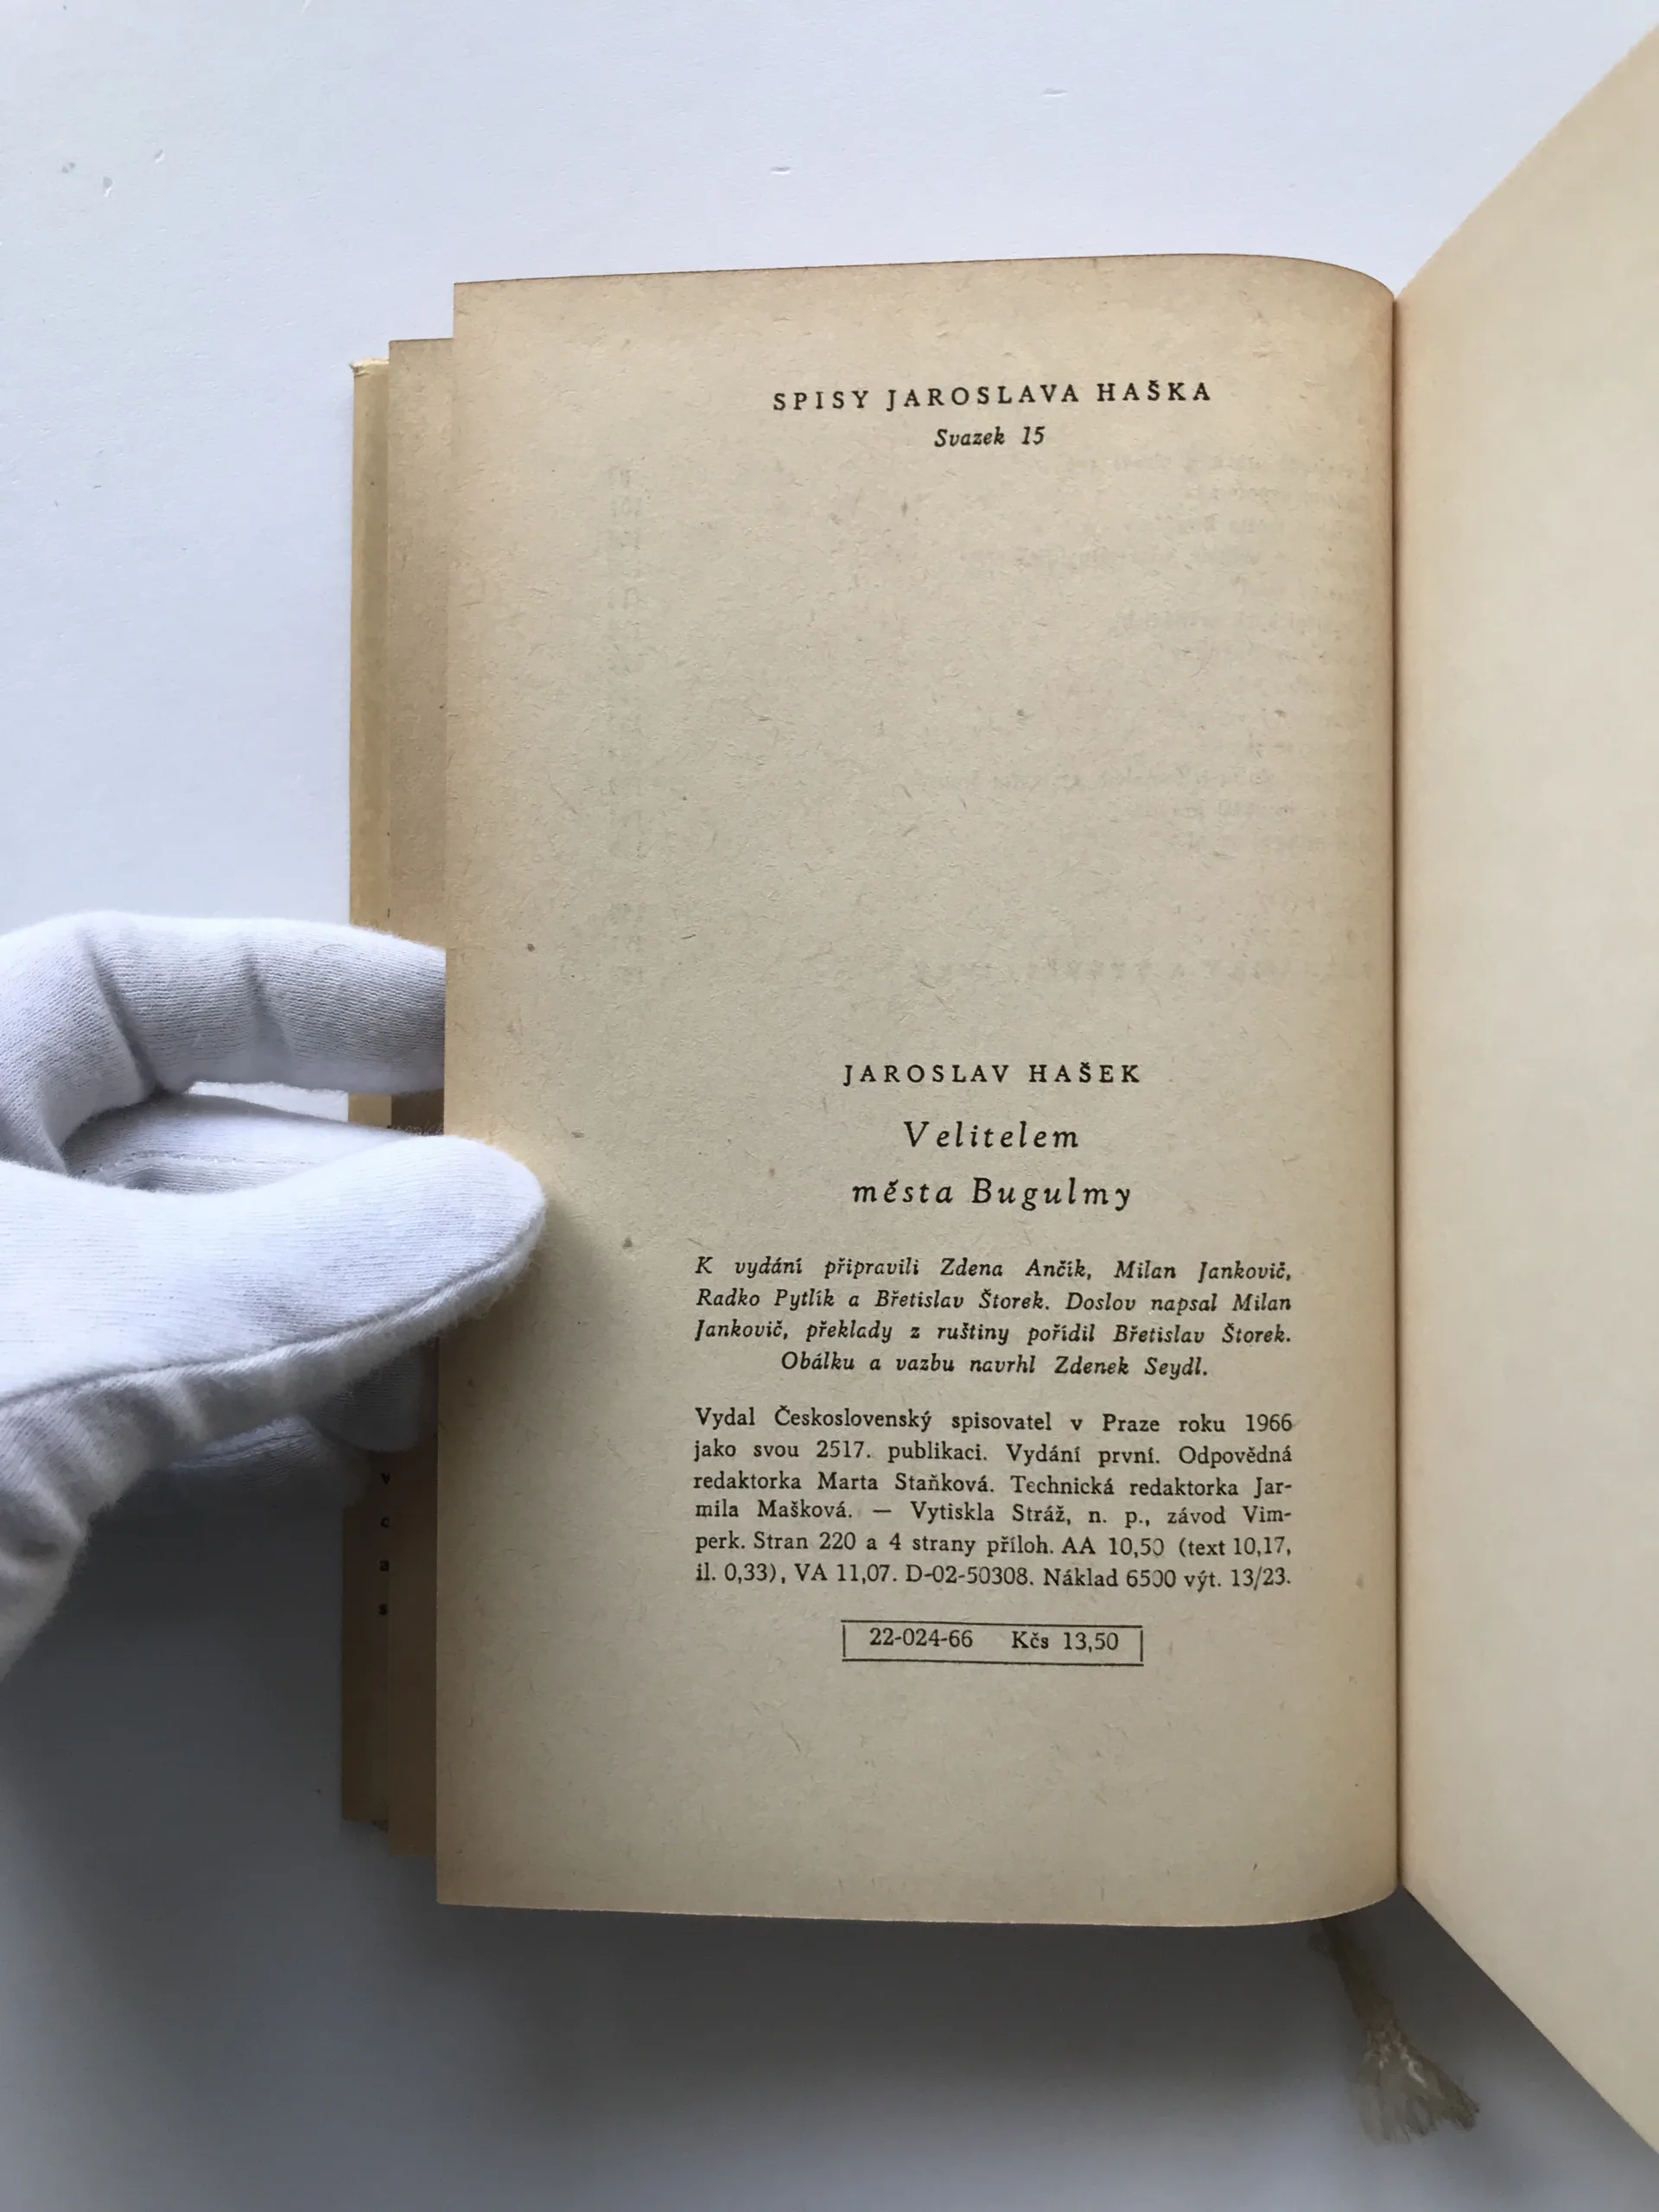 SPISY JAROSLAVA HAŠKA
Svazek 15
JAROSLAV HAŠEK
Velitelem
města Bugulmy
K vydání připravili Zdena Ančík, Milan Jankovič,
Radko Pytlík a Břetislav Štorek. Doslov napsal Milan
Jankovič, překlady z ruštiny pořídil Břetislav Štorek.
Obálku a vazbu navrhl Zdenek Seydl.
Vydal Československý spisovatel v Praze roku 1966
jako svou 2517. publikaci. Vydání první. Odpovědná
redaktorka Marta Staňková. Technická redaktorka Jar-
mila Mašková. — Vytiskla Stráž, n. p., závod Vim-
perk. Stran 220 a 4 strany příloh. AA 10,50 (text 10,17,
il. 0,33), VA 11,07. D-02-50308. Náklad 6500 výt. 13/23.
22-024-66 Kčs 13,50